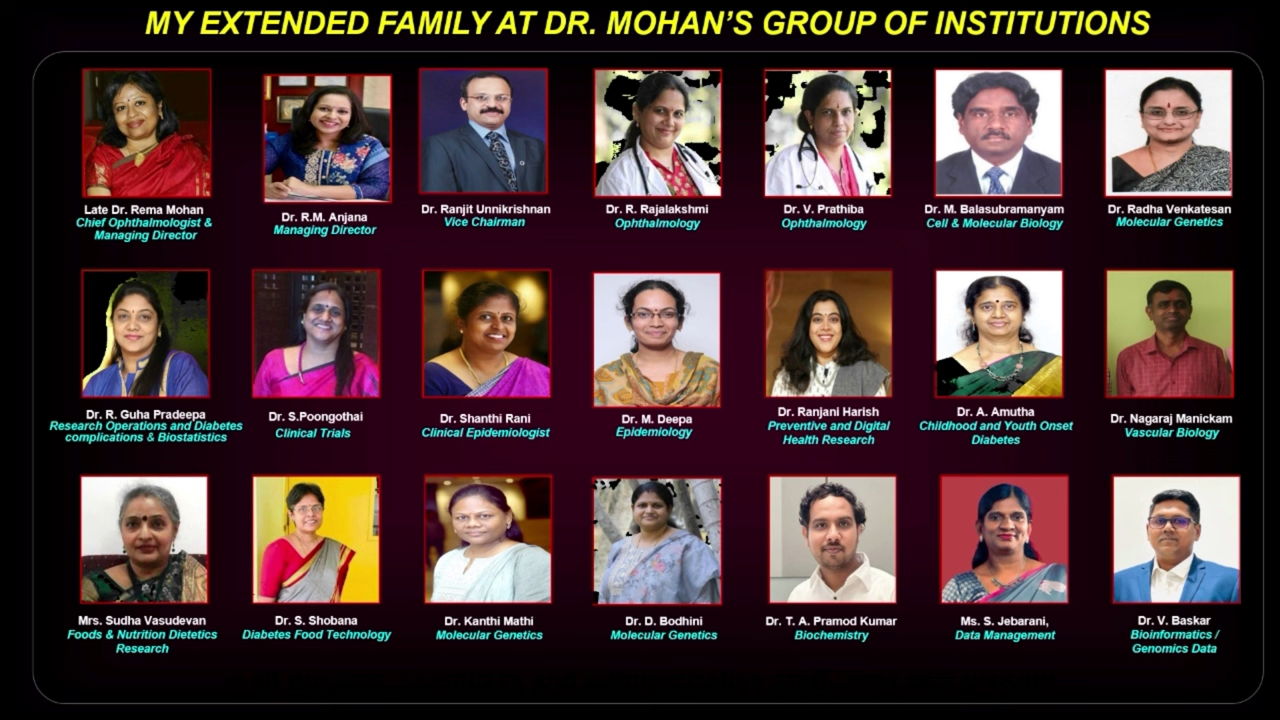 MY EXTENDED FAMILY AT DR. MOHAN'S GROUP OF INSTITUTIONS
Late Dr. Rema Mohan
Chief Ophthalmologist &
Managing Director
Dr. R.M. Anjana
Managing Director
Dr. Ranjit Unnikrishnan
Vice Chairman
Dr. R. Rajalakshmi
Ophthalmology
Dr. V. Prathiba
Ophthalmology
Dr. M. Balasubramanyam
Cell & Molecular Biology
Dr. Radha Venkatesan
Molecular Genetics
Dr. R. Guha Pradeepa
Research Operations and Diabetes
complications & Biostatistics
Dr. S.Poongothai
Clinical Trials
Dr. Shanthi Rani
Clinical Epidemiologist
Dr. M. Deepa
Epidemiology
Dr. Ranjani Harish
Preventive and Digital
Health Research
Dr. A. Amutha
Childhood and Youth Onset
Diabetes
Dr. Nagaraj Manickam
Vascular Biology
Mrs. Sudha Vasudevan
Foods & Nutrition Dietetics
Research
Dr. S. Shobana
Diabetes Food Technology
Dr. Kanthi Mathi
Molecular Genetics
Dr. D. Bodhini
Molecular Genetics
Dr. T. A. Pramod Kumar
Biochemistry
Ms. S. Jebarani,
Data Management
Dr. V. Baskar
Bioinformatics /
Genomics Data